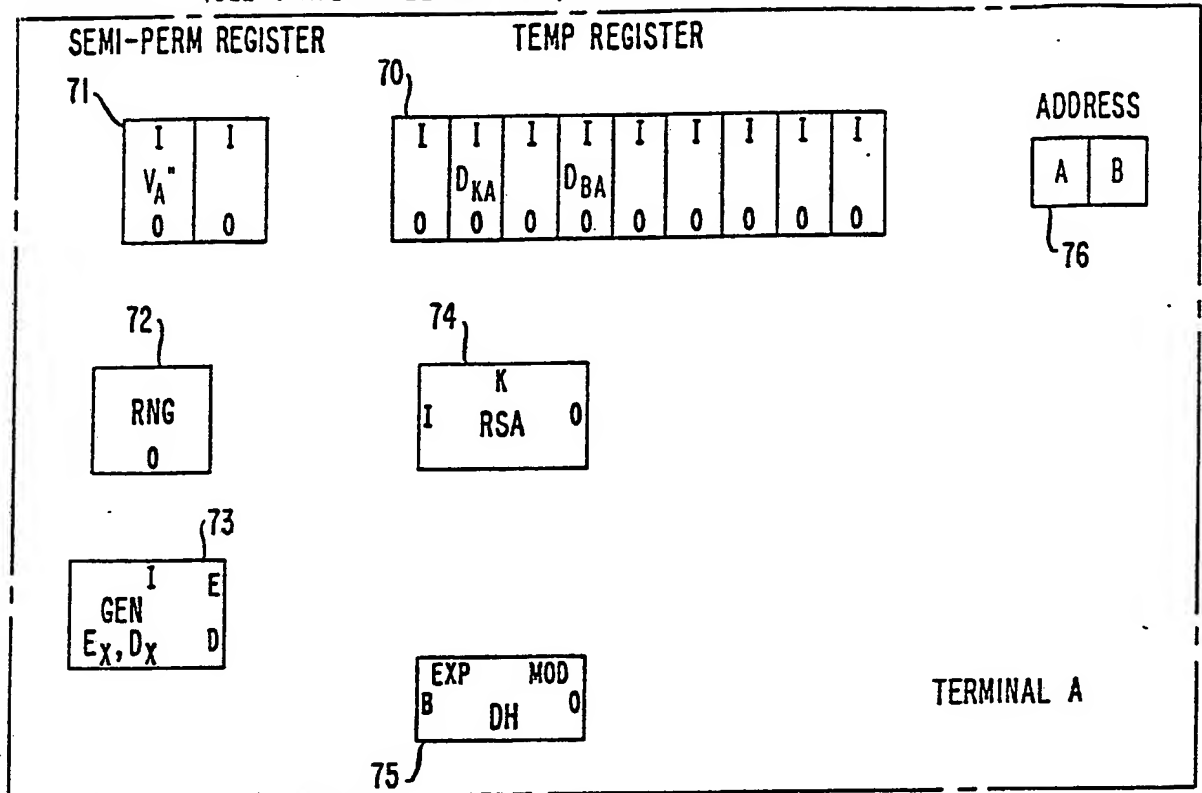 SEMI-PERM REGISTER TEMP REGISTER
71 70 ADDRESS
I I I I I I I I I I I
V_A" D_KA D_BA A B
0 0 0 0 0 0 0 0 0 0 0
76
72 74
RNG
0
K
I RSA 0
73
I E
GEN
E_X, D_X D
EXP MOD
B DH 0
TERMINAL A
75